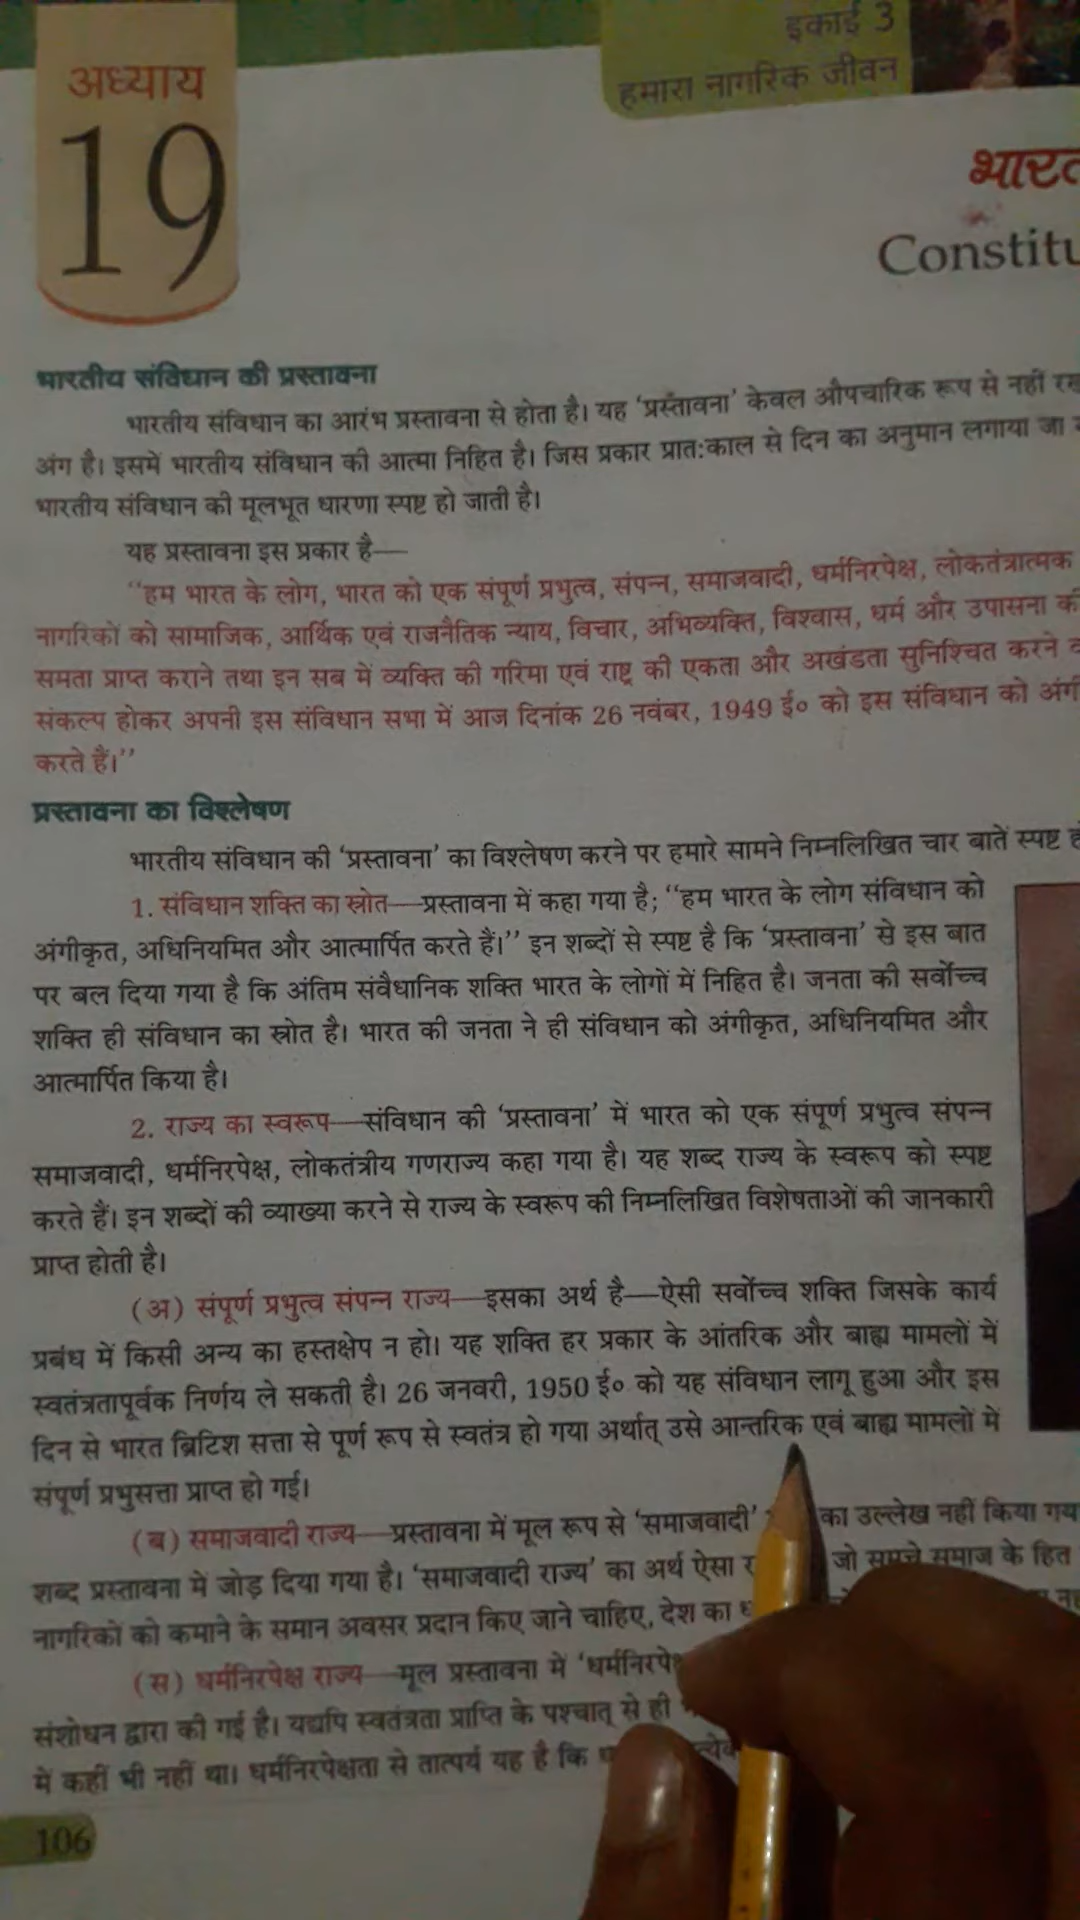 इकाई 3
हमारा नागरिक जीवन
अध्याय
19
भारत
Constitu
भारतीय संविधान की प्रस्तावना
भारतीय संविधान का आरंभ प्रस्तावना से होता है। यह ‘प्रस्तावना’ केवल औपचारिक रूप से नहीं
अंग है। इसमें भारतीय संविधान की आत्मा निहित है। जिस प्रकार प्रात:काल से दिन का अनुमान लगाया जा
भारतीय संविधान की मूलभूत धारणा स्पष्ट हो जाती है।
यह प्रस्तावना इस प्रकार है—
‘‘हम भारत के लोग, भारत को एक संपूर्ण प्रभुत्व, संपन्न, समाजवादी, धर्मनिरपेक्ष, लोकतंत्रात्मक
नागरिकों को सामाजिक, आर्थिक एवं राजनैतिक न्याय, विचार, अभिव्यक्ति, विश्वास, धर्म और उपासना की
समता प्राप्त कराने तथा इन सब में व्यक्ति की गरिमा एवं राष्ट्र की एकता और अखंडता सुनिश्चित करने
संकल्प होकर अपनी इस संविधान सभा में आज दिनांक 26 नवंबर, 1949 ई० को इस संविधान को अंगी
करते हैं।’’
प्रस्तावना का विश्लेषण
भारतीय संविधान की ‘प्रस्तावना’ का विश्लेषण करने पर हमारे सामने निम्नलिखित चार बातें स्पष्ट
1. संविधान शक्ति का स्रोत—प्रस्तावना में कहा गया है; ‘‘हम भारत के लोग संविधान को
अंगीकृत, अधिनियमित और आत्मार्पित करते हैं।’’ इन शब्दों से स्पष्ट है कि ‘प्रस्तावना’ से इस बात
पर बल दिया गया है कि अंतिम संवैधानिक शक्ति भारत के लोगों में निहित है। जनता की सर्वोच्च
शक्ति ही संविधान का स्रोत है। भारत की जनता ने ही संविधान को अंगीकृत, अधिनियमित और
आत्मार्पित किया है।
2. राज्य का स्वरूप—संविधान की ‘प्रस्तावना’ में भारत को एक संपूर्ण प्रभुत्व संपन्न
समाजवादी, धर्मनिरपेक्ष, लोकतंत्रीय गणराज्य कहा गया है। यह शब्द राज्य के स्वरूप को स्पष्ट
करते हैं। इन शब्दों की व्याख्या करने से राज्य के स्वरूप की निम्नलिखित विशेषताओं की जानकारी
प्राप्त होती है।
(अ) संपूर्ण प्रभुत्व संपन्न राज्य—इसका अर्थ है—ऐसी सर्वोच्च शक्ति जिसके कार्य
प्रबंध में किसी अन्य का हस्तक्षेप न हो। यह शक्ति हर प्रकार के आंतरिक और बाह्य मामलों में
स्वतंत्रतापूर्वक निर्णय ले सकती है। 26 जनवरी, 1950 ई० को यह संविधान लागू हुआ और इस
दिन से भारत ब्रिटिश सत्ता से पूर्ण रूप से स्वतंत्र हो गया अर्थात् उसे आन्तरिक एवं बाह्य मामलों में
संपूर्ण प्रभुसत्ता प्राप्त हो गई।
(ब) समाजवादी राज्य—प्रस्तावना में मूल रूप से ‘समाजवादी’ का उल्लेख नहीं किया गय
शब्द प्रस्तावना में जोड़ दिया गया है। ‘समाजवादी राज्य’ का अर्थ ऐसा जो समूचे समाज के हित
नागरिकों को कमाने के समान अवसर प्रदान किए जाने चाहिए, देश का
(स) धर्मनिरपेक्ष राज्य—मूल प्रस्तावना में ‘धर्मनिरपेक्ष
संशोधन द्वारा की गई है। यद्यपि स्वतंत्रता प्राप्ति के पश्चात् से ही
में कहीं भी नहीं था। धर्मनिरपेक्षता से तात्पर्य यह है कि
106